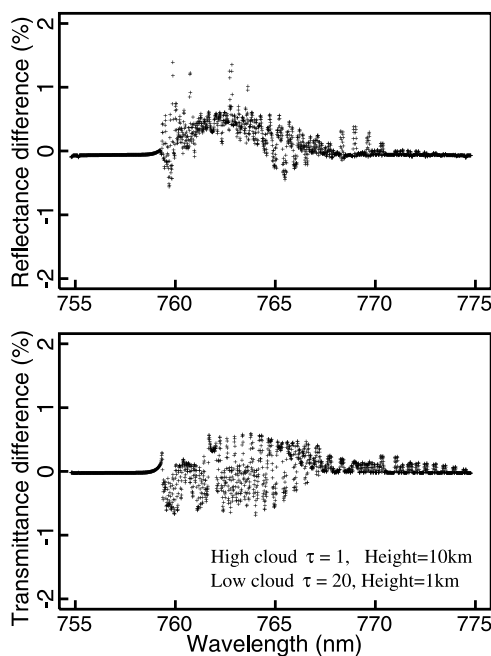 Reflectance difference (%)
2
1
0
-1
-2
755 760 765 770 775
Transmittance difference (%)
2
1
0
-1
-2
High cloud τ = 1, Height=10km
Low cloud τ = 20, Height=1km
755 760 765 770 775
Wavelength (nm)